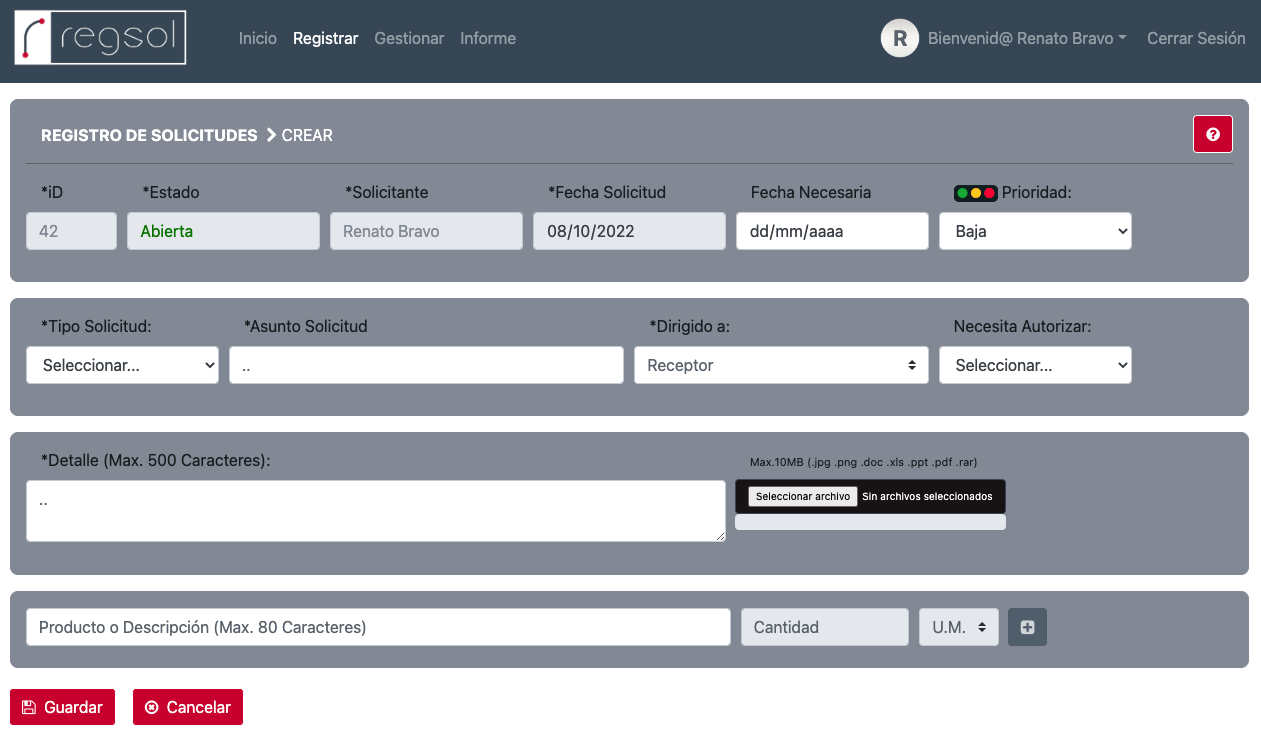 regsol Inicio Registrar Gestionar Informe R Bienvenid@ Renato Bravo Cerrar Sesión
REGISTRO DE SOLICITUDES CREAR
*iD *Estado *Solicitante *Fecha Solicitud Fecha Necesaria Prioridad:
42 Abierta Renato Bravo 08/10/2022 dd/mm/aaaa Baja
*Tipo Solicitud: *Asunto Solicitud *Dirigido a: Necesita Autorizar:
Seleccionar... .. Receptor Seleccionar...
*Detalle (Max. 500 Caracteres): Max.10MB (.jpg .png .doc .xls .ppt .pdf .rar)
.. Seleccionar archivo Sin archivos seleccionados
Producto o Descripción (Max. 80 Caracteres) Cantidad U.M.
Guardar Cancelar